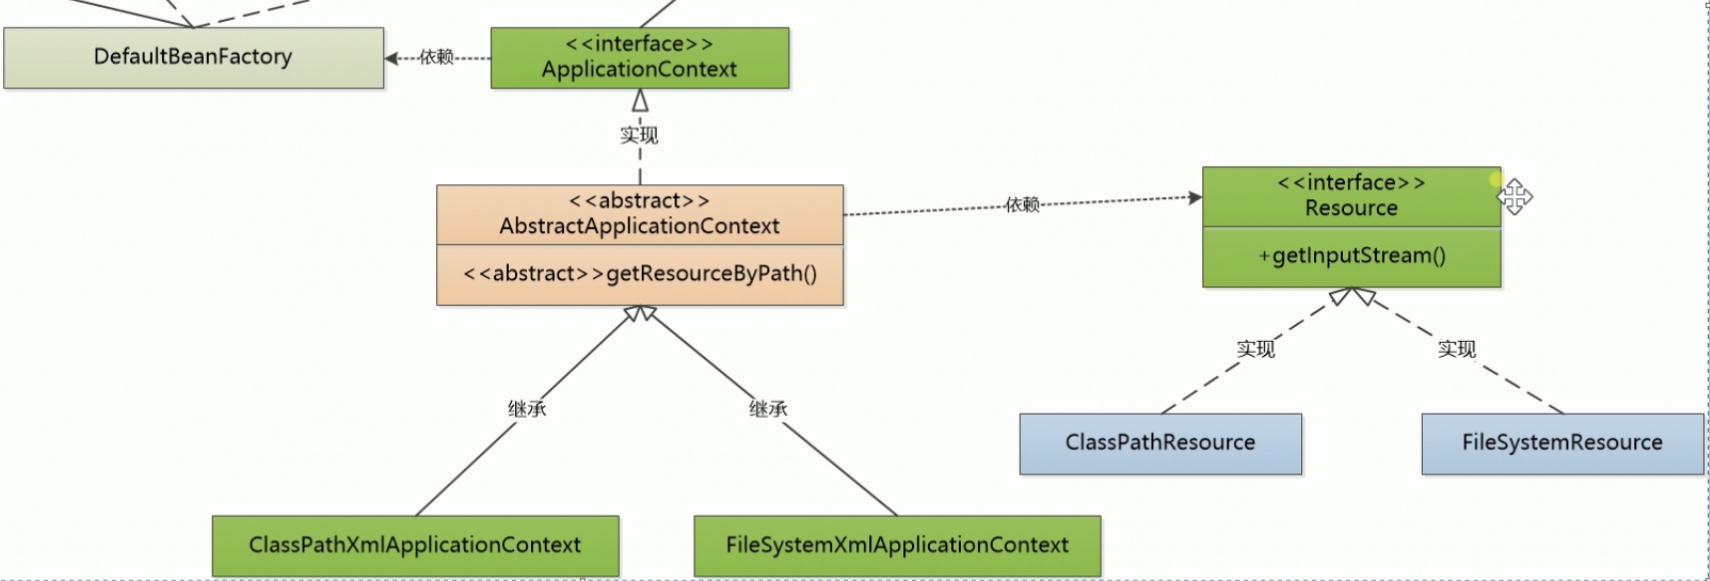 DefaultBeanFactory
依赖
<<interface>>
ApplicationContext
实现
<<abstract>>
AbstractApplicationContext
<<abstract>>getResourceByPath()
依赖
<<interface>>
Resource
+getInputStream()
实现
实现
继承
继承
ClassPathResource
FileSystemResource
ClassPathXmlApplicationContext
FileSystemXmlApplicationContext